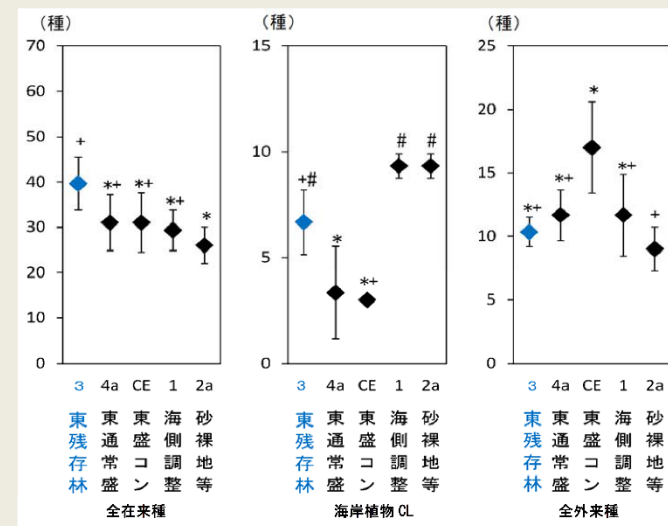 （種）
70
60
50
40
30
20
10
0
+
*+
*+
*+
*
3 4a CE 1 2a
東残存林
東通常盛
東盛コン
海側調整
砂裸地等
全在来種
（種）
15
10
5
0
+#
*
*+
#
#
3 4a CE 1 2a
東残存林
東通常盛
東盛コン
海側調整
砂裸地等
海岸植物 CL
（種）
25
20
15
10
5
0
*+
*+
*
*+
+
3 4a CE 1 2a
東残存林
東通常盛
東盛コン
海側調整
砂裸地等
全外来種